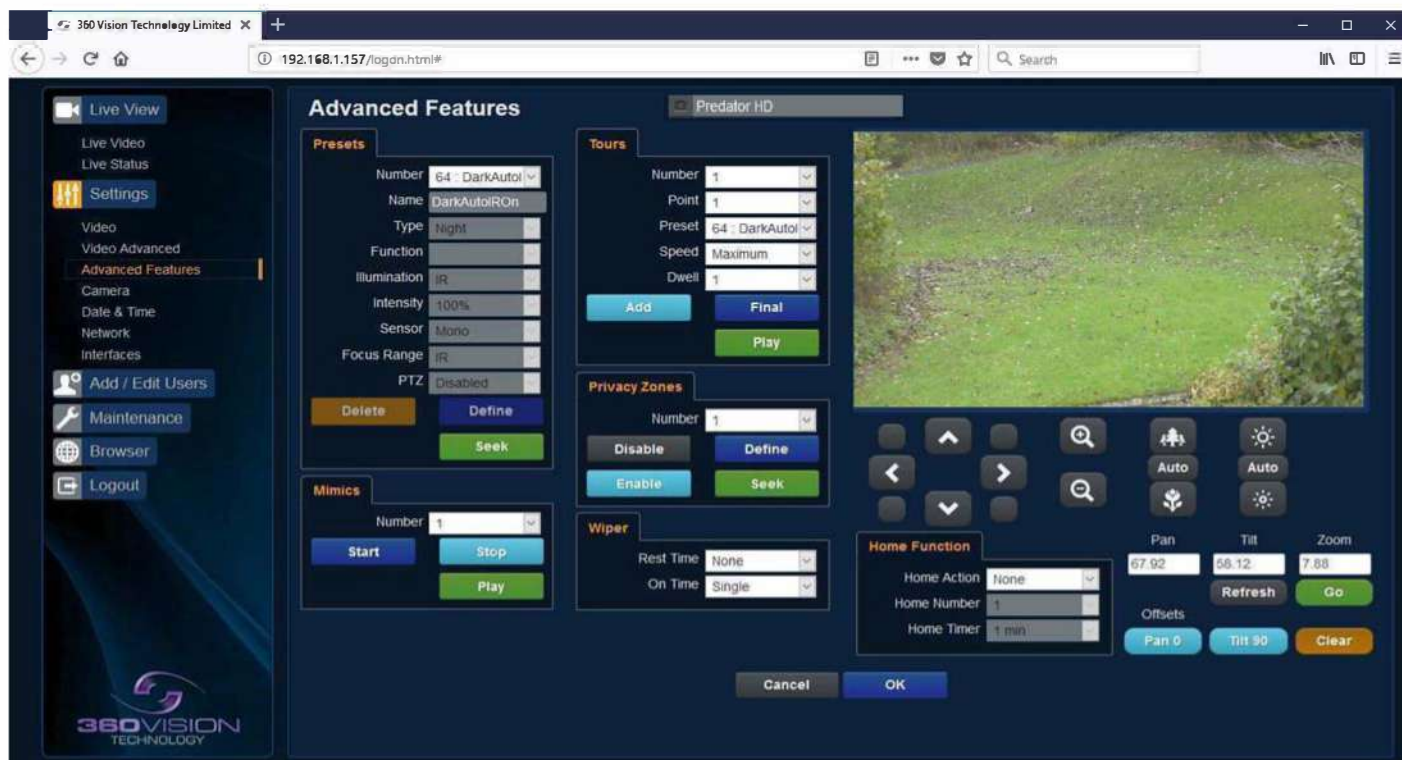 360 Vision Technology Limited
192.168.1.157/logon.html#
Search
Live View
Live Video
Live Status
Settings
Video
Video Advanced
Advanced Features
Camera
Date & Time
Network
Interfaces
Add / Edit Users
Maintenance
Browser
Logout
360VISION
TECHNOLOGY
Advanced Features
Predator HD
Presets
Number 64 : DarkAutoI
Name DarkAutoIROn
Type Night
Function
Illumination IR
Intensity 100%
Sensor Mono
Focus Range IR
PTZ Disabled
Delete Define
Seek
Mimics
Number 1
Start Stop
Play
Tours
Number 1
Point 1
Preset 64 : DarkAutoI
Speed Maximum
Dwell 1
Add Final
Play
Privacy Zones
Number 1
Disable Define
Enable Seek
Wiper
Rest Time None
On Time Single
Auto Auto
Home Function
Home Action None
Home Number 1
Home Timer 1 min
Pan Tilt Zoom
67.92 58.12 7.88
Refresh Go
Offsets
Pan 0 Tilt 90 Clear
Cancel OK